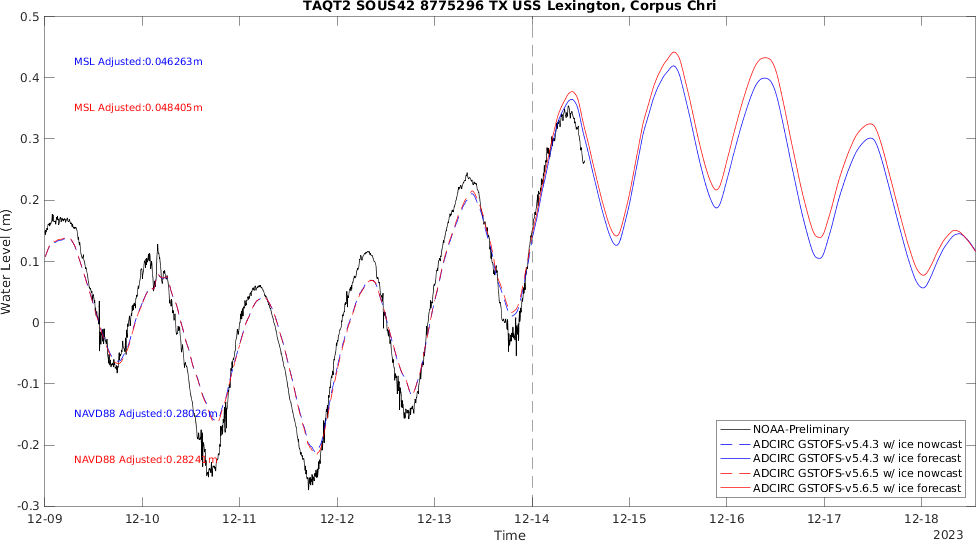 TAQT2 SOUS42 8775296 TX USS Lexington, Corpus Chri
0.5
0.4
0.3
0.2
0.1
0
-0.1
-0.2
-0.3
Water Level (m)
MSL Adjusted:0.046263m
MSL Adjusted:0.048405m
NAVD88 Adjusted:0.28026m
NAVD88 Adjusted:0.2824 m
NOAA-Preliminary
ADCIRC GSTOFS-v5.4.3 w/ ice nowcast
ADCIRC GSTOFS-v5.4.3 w/ ice forecast
ADCIRC GSTOFS-v5.6.5 w/ ice nowcast
ADCIRC GSTOFS-v5.6.5 w/ ice forecast
12-09 12-10 12-11 12-12 12-13 12-14 12-15 12-16 12-17 12-18
Time
2023